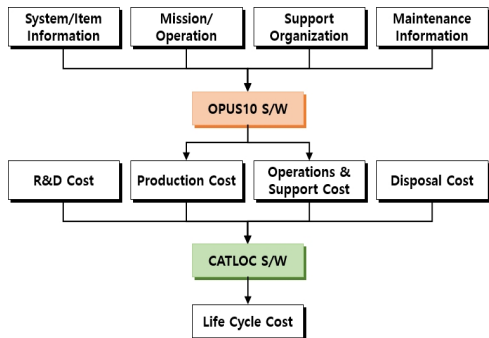 System/Item
Information
Mission/
Operation
Support
Organization
Maintenance
Information
OPUS10 S/W
R&D Cost
Production Cost
Operations &
Support Cost
Disposal Cost
CATLOC S/W
Life Cycle Cost